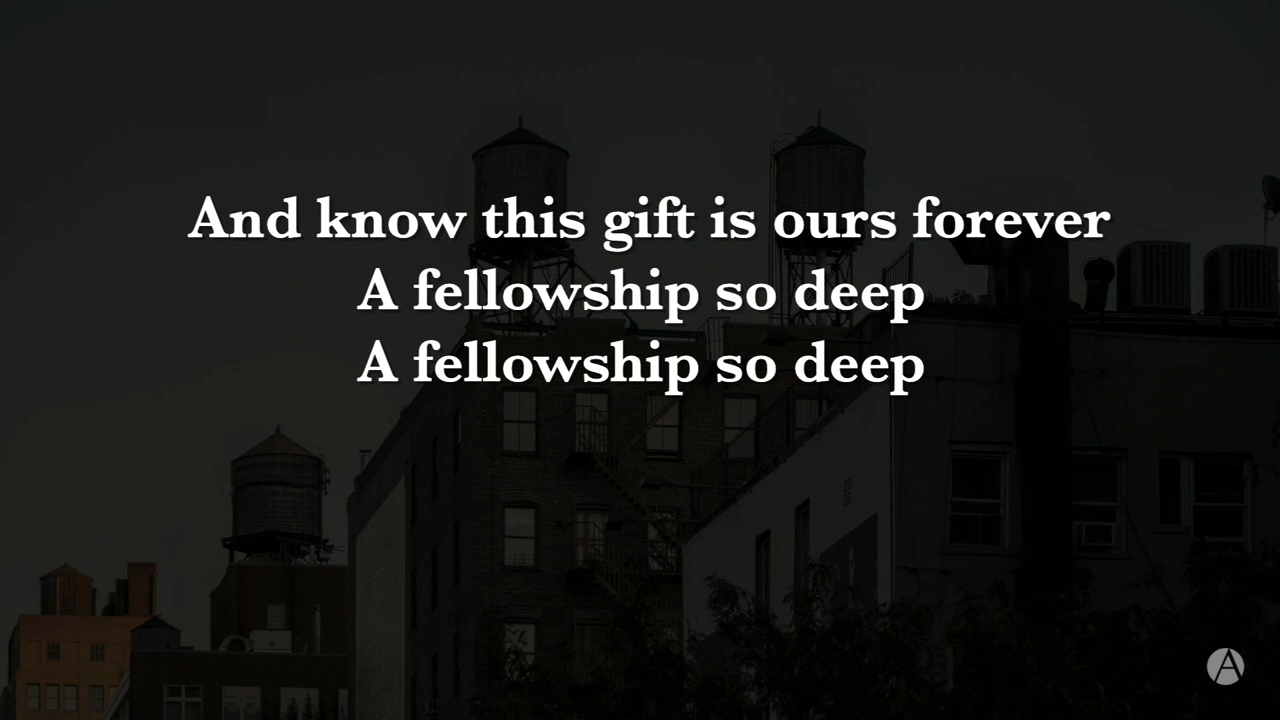 And know this gift is ours forever
A fellowship so deep
A fellowship so deep
A